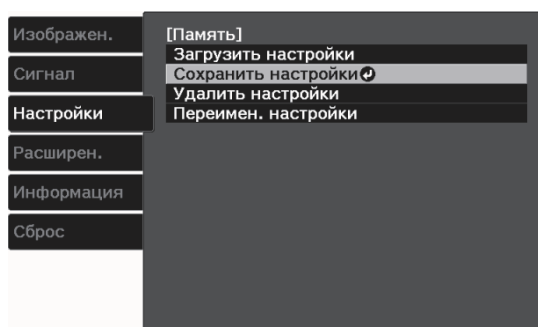 Изображен.
Сигнал
Настройки
Расширен.
Информация
Сброс
[Память]
Загрузить настройки
Сохранить настройки
Удалить настройки
Переимен. настройки